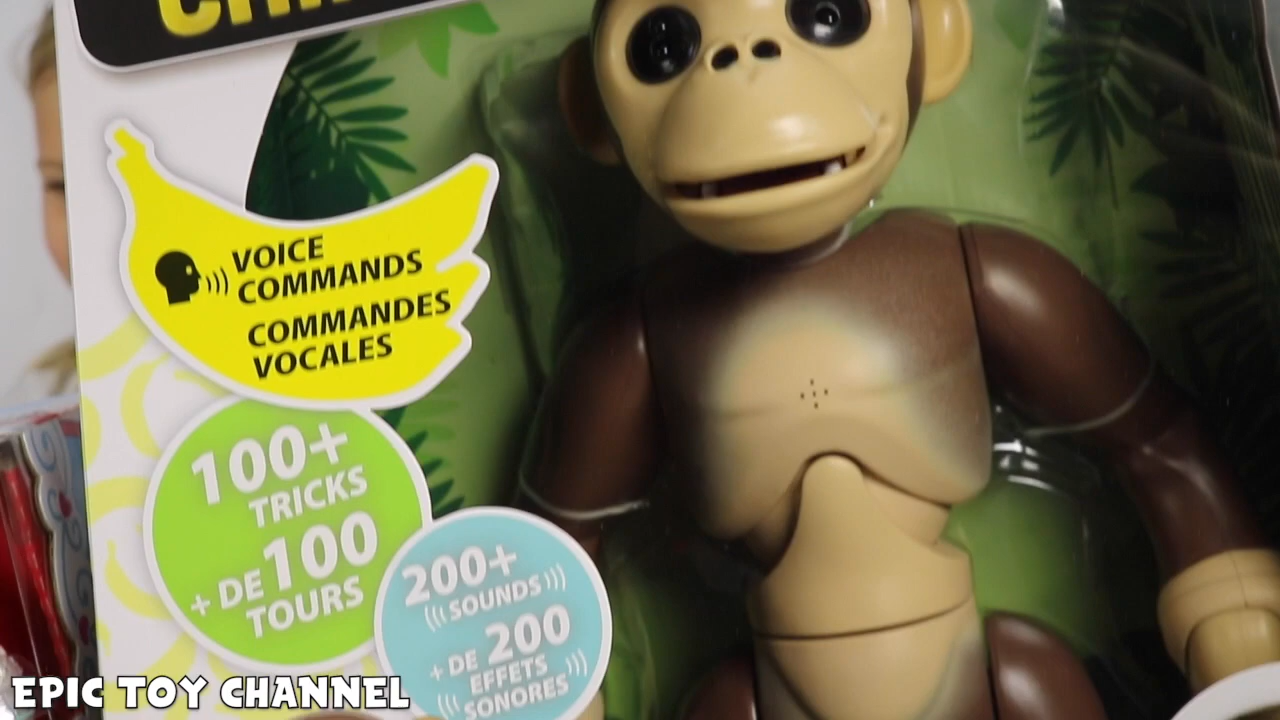 VOICE
COMMANDS
COMMANDES
VOCALES
100+
TRICKS
+ DE 100
TOURS
200+
SOUNDS
+ DE 200
EFFETS
SONORES
EPIC TOY CHANNEL